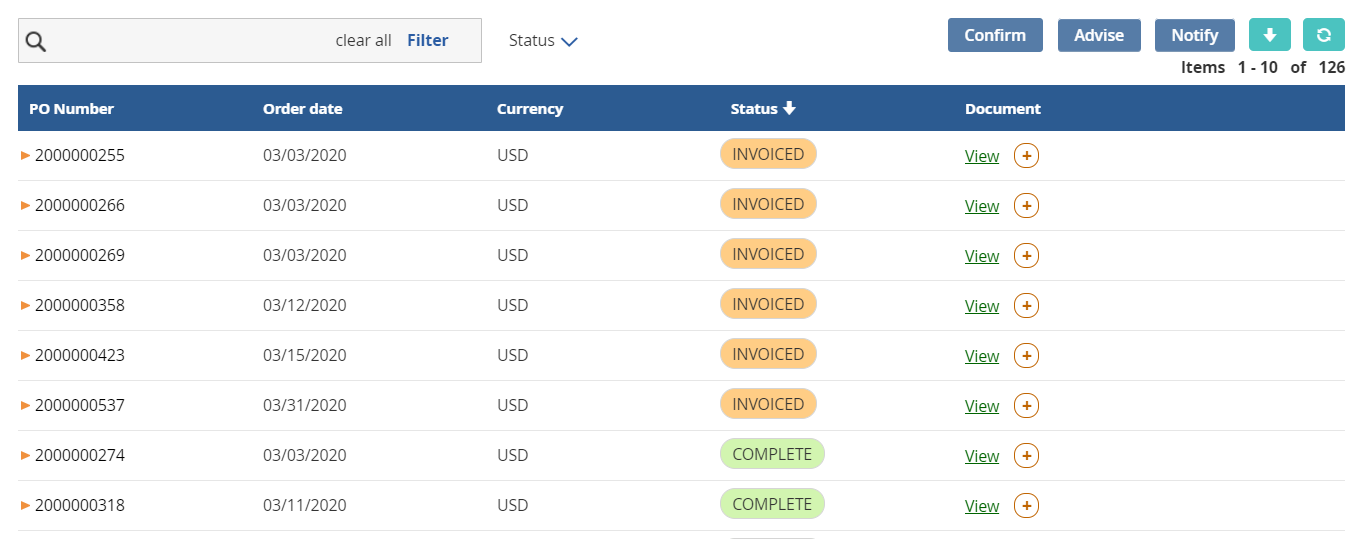 clear all Filter Status Confirm Advise Notify
Items 1 - 10 of 126
PO Number Order date Currency Status Document
2000000255 03/03/2020 USD INVOICED View +
2000000266 03/03/2020 USD INVOICED View +
2000000269 03/03/2020 USD INVOICED View +
2000000358 03/12/2020 USD INVOICED View +
2000000423 03/15/2020 USD INVOICED View +
2000000537 03/31/2020 USD INVOICED View +
2000000274 03/03/2020 USD COMPLETE View +
2000000318 03/11/2020 USD COMPLETE View +